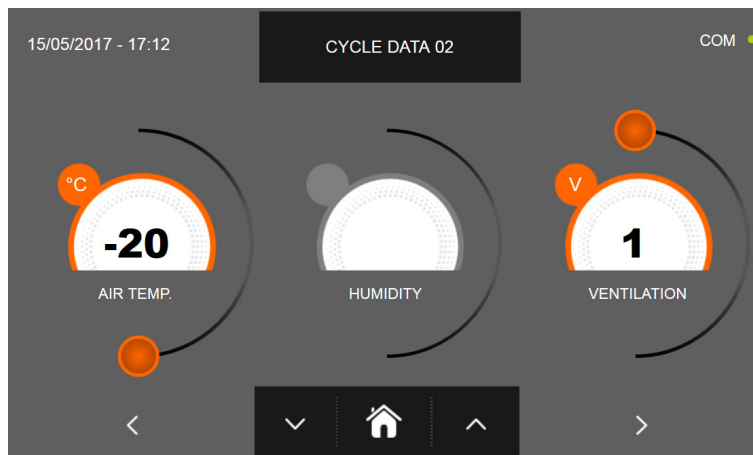 15/05/2017 - 17:12
CYCLE DATA 02
COM
°C
-20
AIR TEMP.
HUMIDITY
V
1
VENTILATION